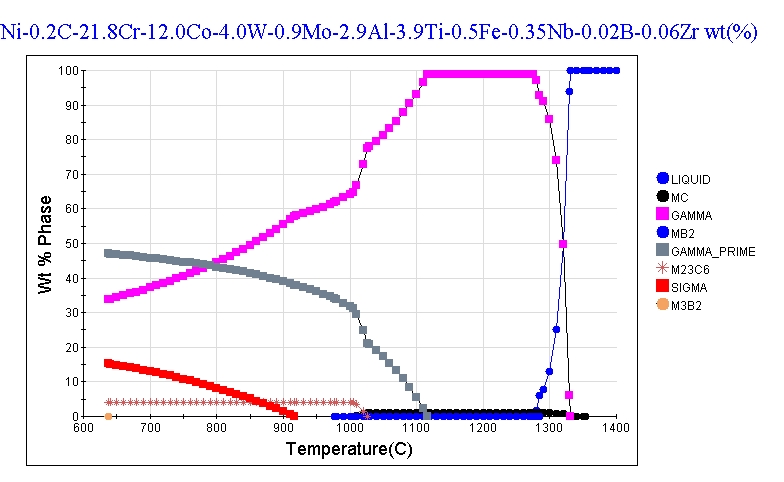 Ni-0.2C-21.8Cr-12.0Co-4.0W-0.9Mo-2.9Al-3.9Ti-0.5Fe-0.35Nb-0.02B-0.06Zr wt(%)
100
90
80
70
60
50
40
30
20
10
0
Wt % Phase
600 700 800 900 1000 1100 1200 1300 1400
Temperature(C)
LIQUID
MC
GAMMA
MB2
GAMMA_PRIME
M23C6
SIGMA
M3B2